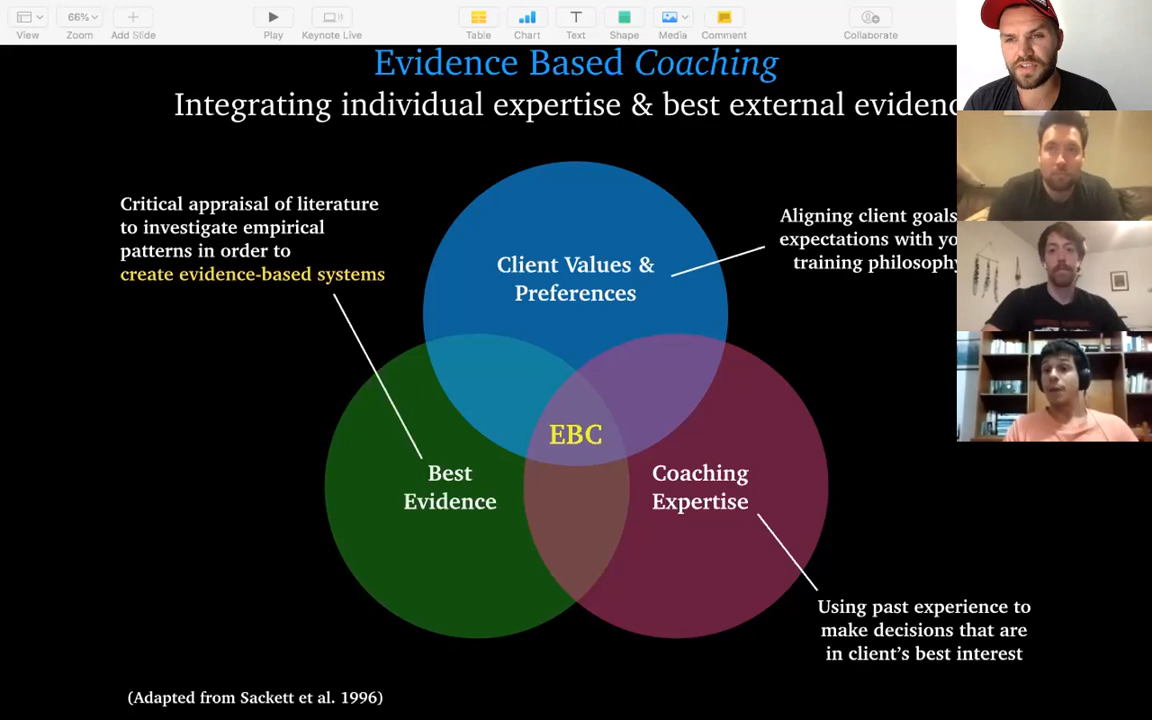 66%
View
Zoom
Add Slide
Play
Keynote Live
Table
Chart
Text
Shape
Media
Comment
Collaborate
Evidence Based Coaching
Integrating individual expertise & best external
Critical appraisal of literature
to investigate empirical
patterns in order to
create evidence-based systems
Client Values &
Preferences
Aligning client goals
expectations with
training philosophy
EBC
Best
Evidence
Coaching
Expertise
Using past experience to
make decisions that are
in client's best interest
(Adapted from Sackett et al. 1996)